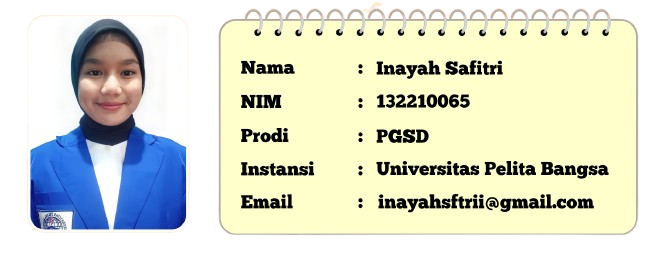 Nama : Inayah Safitri
NIM : 132210065
Prodi : PGSD
Instansi : Universitas Pelita Bangsa
Email : inayahsftrii@gmail.com